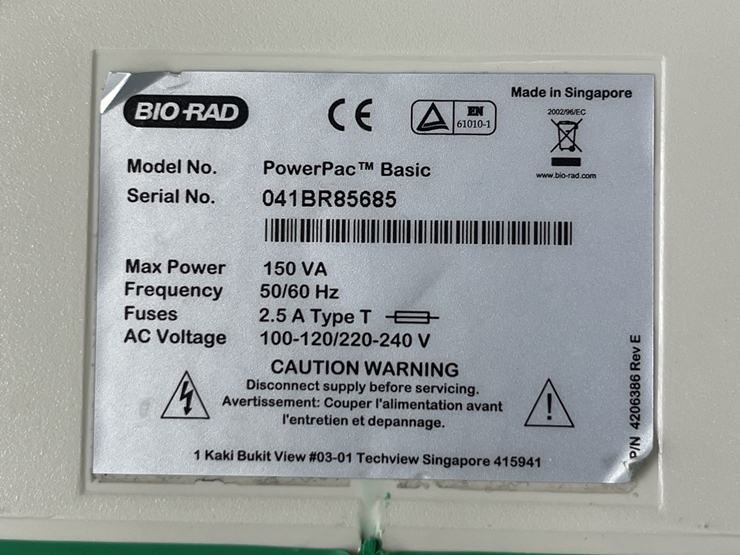 BIO-RAD
CE
EN
61010-1
Made in Singapore
2002/96/EC
www.bio-rad.com
Model No. PowerPac™ Basic
Serial No. 041BR85685
Max Power 150 VA
Frequency 50/60 Hz
Fuses 2.5 A Type T
AC Voltage 100-120/220-240 V
CAUTION WARNING
Disconnect supply before servicing.
Avertissement: Couper l'alimentation avant
l'entretien et depannage.
1 Kaki Bukit View #03-01 Techview Singapore 415941
P/N 4206386 Rev E